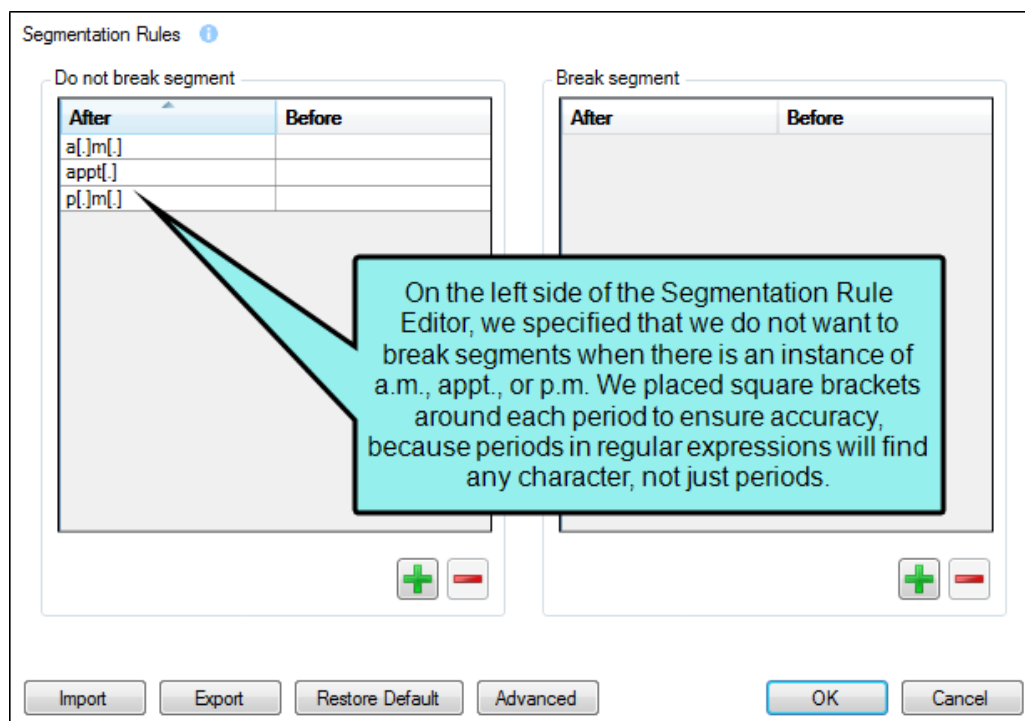 Segmentation Rules
Do not break segment
After Before
a[.]m[.]
appt[.]
p[.]m[.]
Break segment
After Before
On the left side of the Segmentation Rule
Editor, we specified that we do not want to
break segments when there is an instance of
a.m., appt., or p.m. We placed square brackets
around each period to ensure accuracy,
because periods in regular expressions will find
any character, not just periods.
Import Export Restore Default Advanced OK Cancel